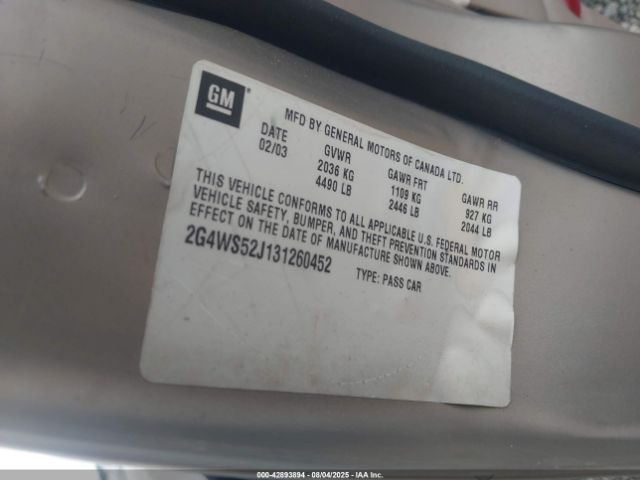 GM
MFD BY GENERAL MOTORS OF CANADA LTD.
DATE GVWR GAWR FRT GAWR RR
02/03 2036 KG 1109 KG 927 KG
4490 LB 2446 LB 2044 LB
THIS VEHICLE CONFORMS TO ALL APPLICABLE U.S. FEDERAL MOTOR
VEHICLE SAFETY, BUMPER, AND THEFT PREVENTION STANDARDS IN
EFFECT ON THE DATE OF MANUFACTURE SHOWN ABOVE.
2G4WS52J131260452 TYPE: PASS CAR
000-42893894 - 08/04/2025 - IAAI.com. Inc.